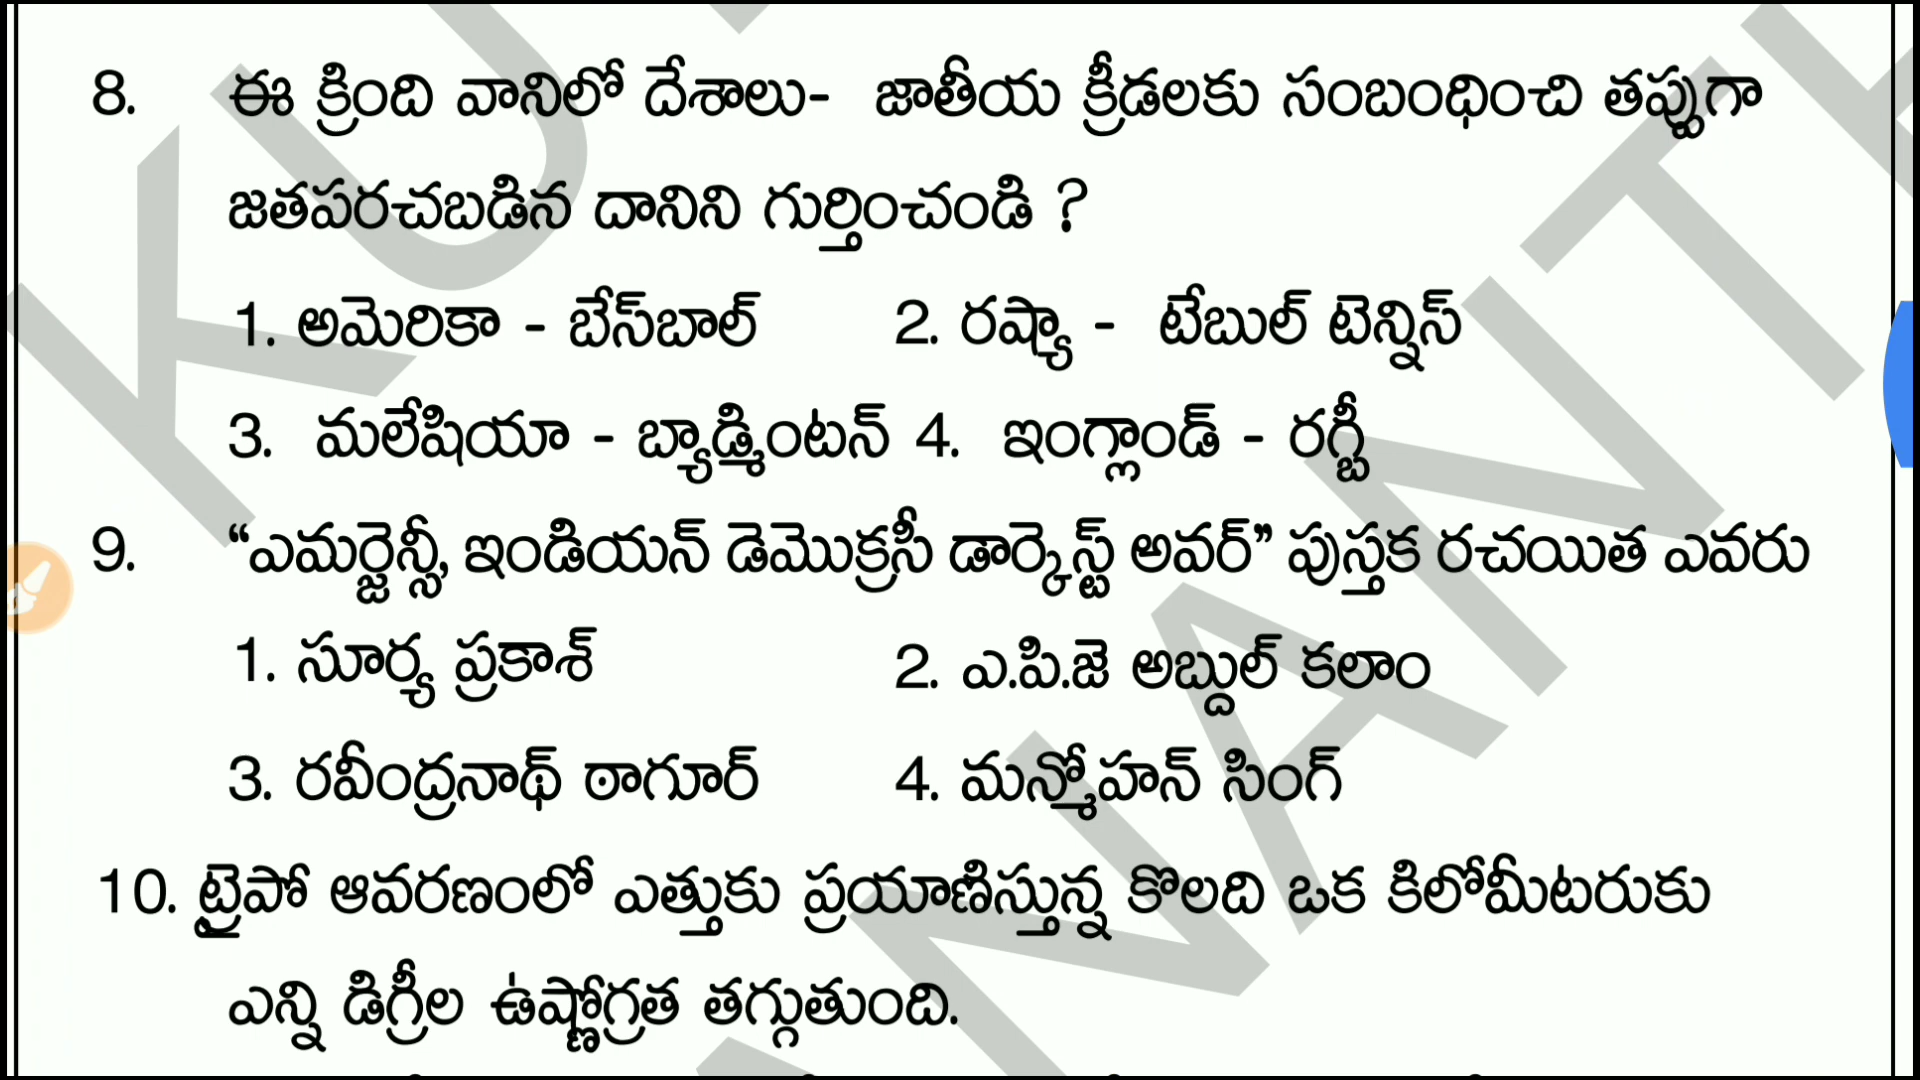 8. ఈ క్రింది వానిలో దేశాలు- జాతీయ క్రీడలకు సంబంధించి తప్పుగా
జతపరచబడిన దానిని గుర్తించండి ?
1. అమెరికా - బేస్‌బాల్ 2. రష్యా - టేబుల్ టెన్నిస్
3. మలేషియా - బ్యాడ్మింటన్ 4. ఇంగ్లాండ్ - రగ్బీ
9. “ఎమర్జెన్సీ, ఇండియన్ డెమొక్రసీ డార్కెస్ట్ అవర్” పుస్తక రచయిత ఎవరు
1. సూర్య ప్రకాశ్ 2. ఎ.పి.జె అబ్దుల్ కలాం
3. రవీంద్రనాథ్ ఠాగూర్ 4. మన్మోహన్ సింగ్
10. ట్రైపో ఆవరణంలో ఎత్తుకు ప్రయాణిస్తున్న కొలది ఒక కిలోమీటరుకు
ఎన్ని డిగ్రీల ఉష్ణోగ్రత తగ్గుతుంది.